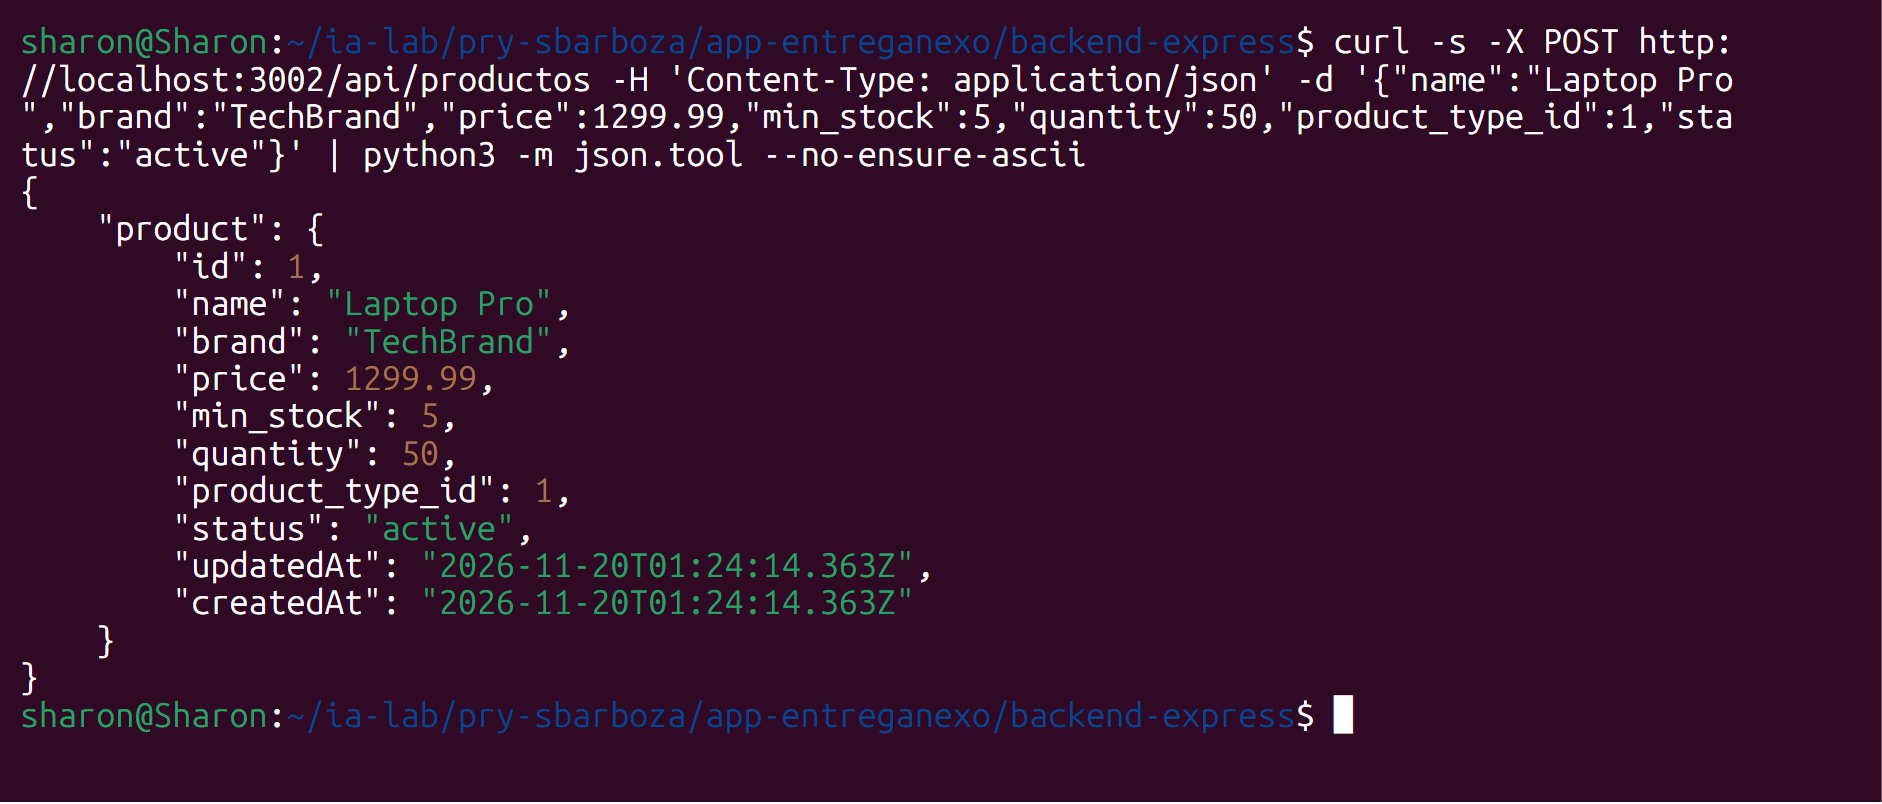 sharon@Sharon:~/ia-lab/pry-sbarboza/app-entreganexo/backend-express$ curl -s -X POST http:
//localhost:3002/api/productos -H 'Content-Type: application/json' -d '{"name":"Laptop Pro
","brand":"TechBrand","price":1299.99,"min_stock":5,"quantity":50,"product_type_id":1,"sta
tus":"active"}' | python3 -m json.tool --no-ensure-ascii
{
    "product": {
        "id": 1,
        "name": "Laptop Pro",
        "brand": "TechBrand",
        "price": 1299.99,
        "min_stock": 5,
        "quantity": 50,
        "product_type_id": 1,
        "status": "active",
        "updatedAt": "2026-11-20T01:24:14.363Z",
        "createdAt": "2026-11-20T01:24:14.363Z"
    }
}
sharon@Sharon:~/ia-lab/pry-sbarboza/app-entreganexo/backend-express$